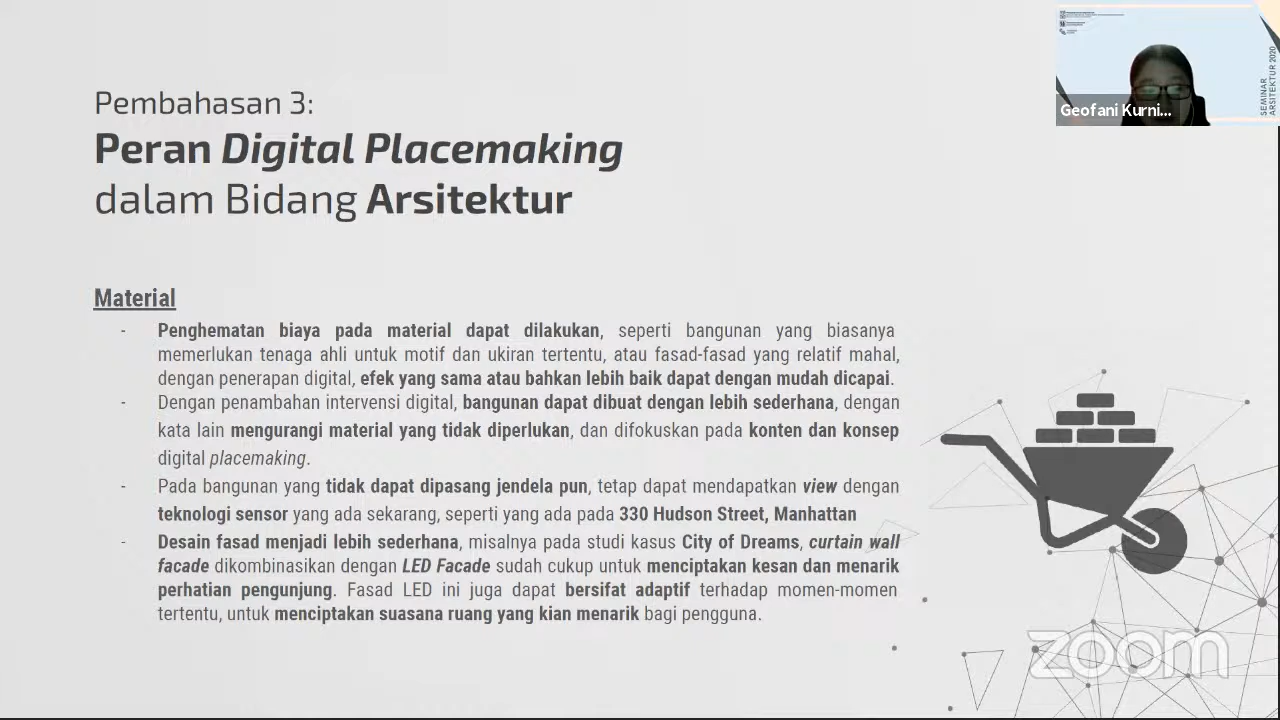 Pembahasan 3:
Peran Digital Placemaking
dalam Bidang Arsitektur
Material
- Penghematan biaya pada material dapat dilakukan, seperti bangunan yang biasanya
memerlukan tenaga ahli untuk motif dan ukiran tertentu, atau fasad-fasad yang relatif mahal,
dengan penerapan digital, efek yang sama atau bahkan lebih baik dapat dengan mudah dicapai.
- Dengan penambahan intervensi digital, bangunan dapat dibuat dengan lebih sederhana, dengan
kata lain mengurangi material yang tidak diperlukan, dan difokuskan pada konten dan konsep
digital placemaking.
- Pada bangunan yang tidak dapat dipasang jendela pun, tetap dapat mendapatkan view dengan
teknologi sensor yang ada sekarang, seperti yang ada pada 330 Hudson Street, Manhattan
- Desain fasad menjadi lebih sederhana, misalnya pada studi kasus City of Dreams, curtain wall
facade dikombinasikan dengan LED Facade sudah cukup untuk menciptakan kesan dan menarik
perhatian pengunjung. Fasad LED ini juga dapat bersifat adaptif terhadap momen-momen
tertentu, untuk menciptakan suasana ruang yang kian menarik bagi pengguna.
Geofani Kurni...
SEMINAR
ARSITEKTUR 2020
zoom